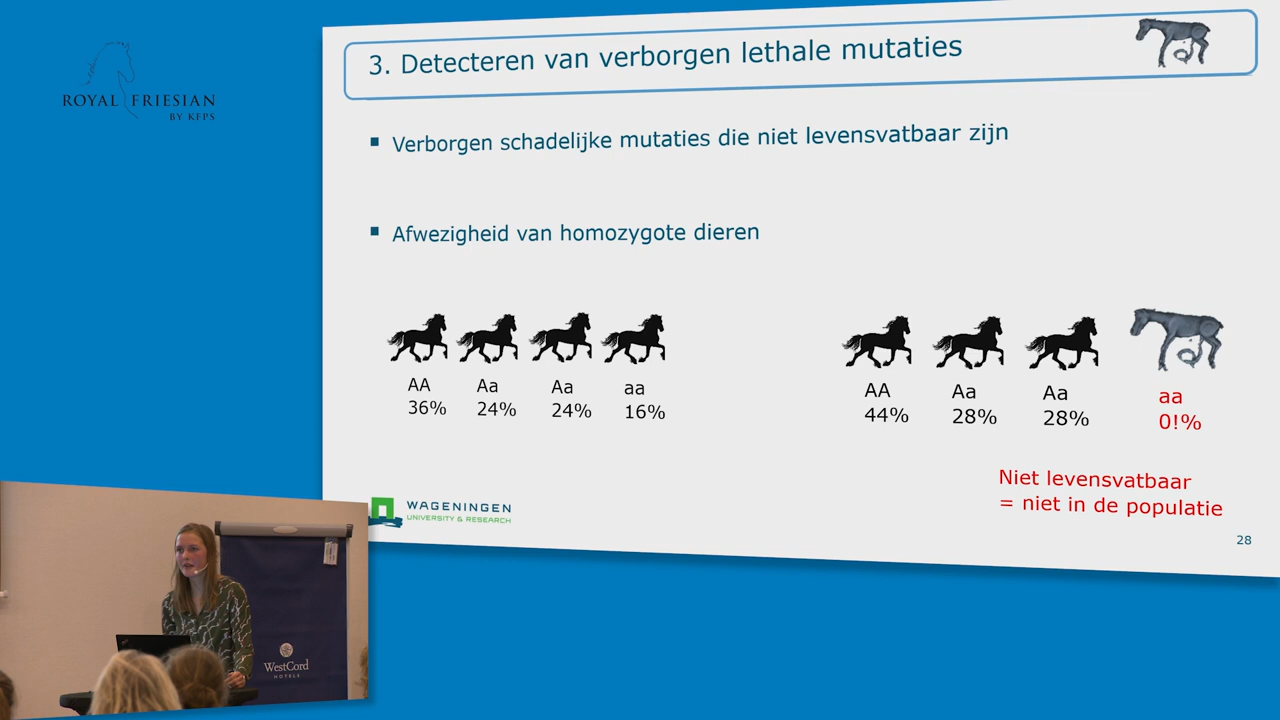 ROYAL FRIESIAN
BY KFPS
3. Detecteren van verborgen lethale mutaties
▪ Verborgen schadelijke mutaties die niet levensvatbaar zijn
▪ Afwezigheid van homozygote dieren
AA Aa Aa aa
36% 24% 24% 16%
AA Aa Aa aa
44% 28% 28% 0!%
Niet levensvatbaar
= niet in de populatie
WAGENINGEN
UNIVERSITY & RESEARCH
28
WestCord
HOTELS